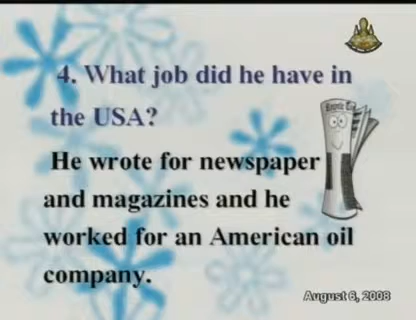 4. What job did he have in
the USA?
He wrote for newspaper
and magazines and he
worked for an American oil
company.
August 6, 2008